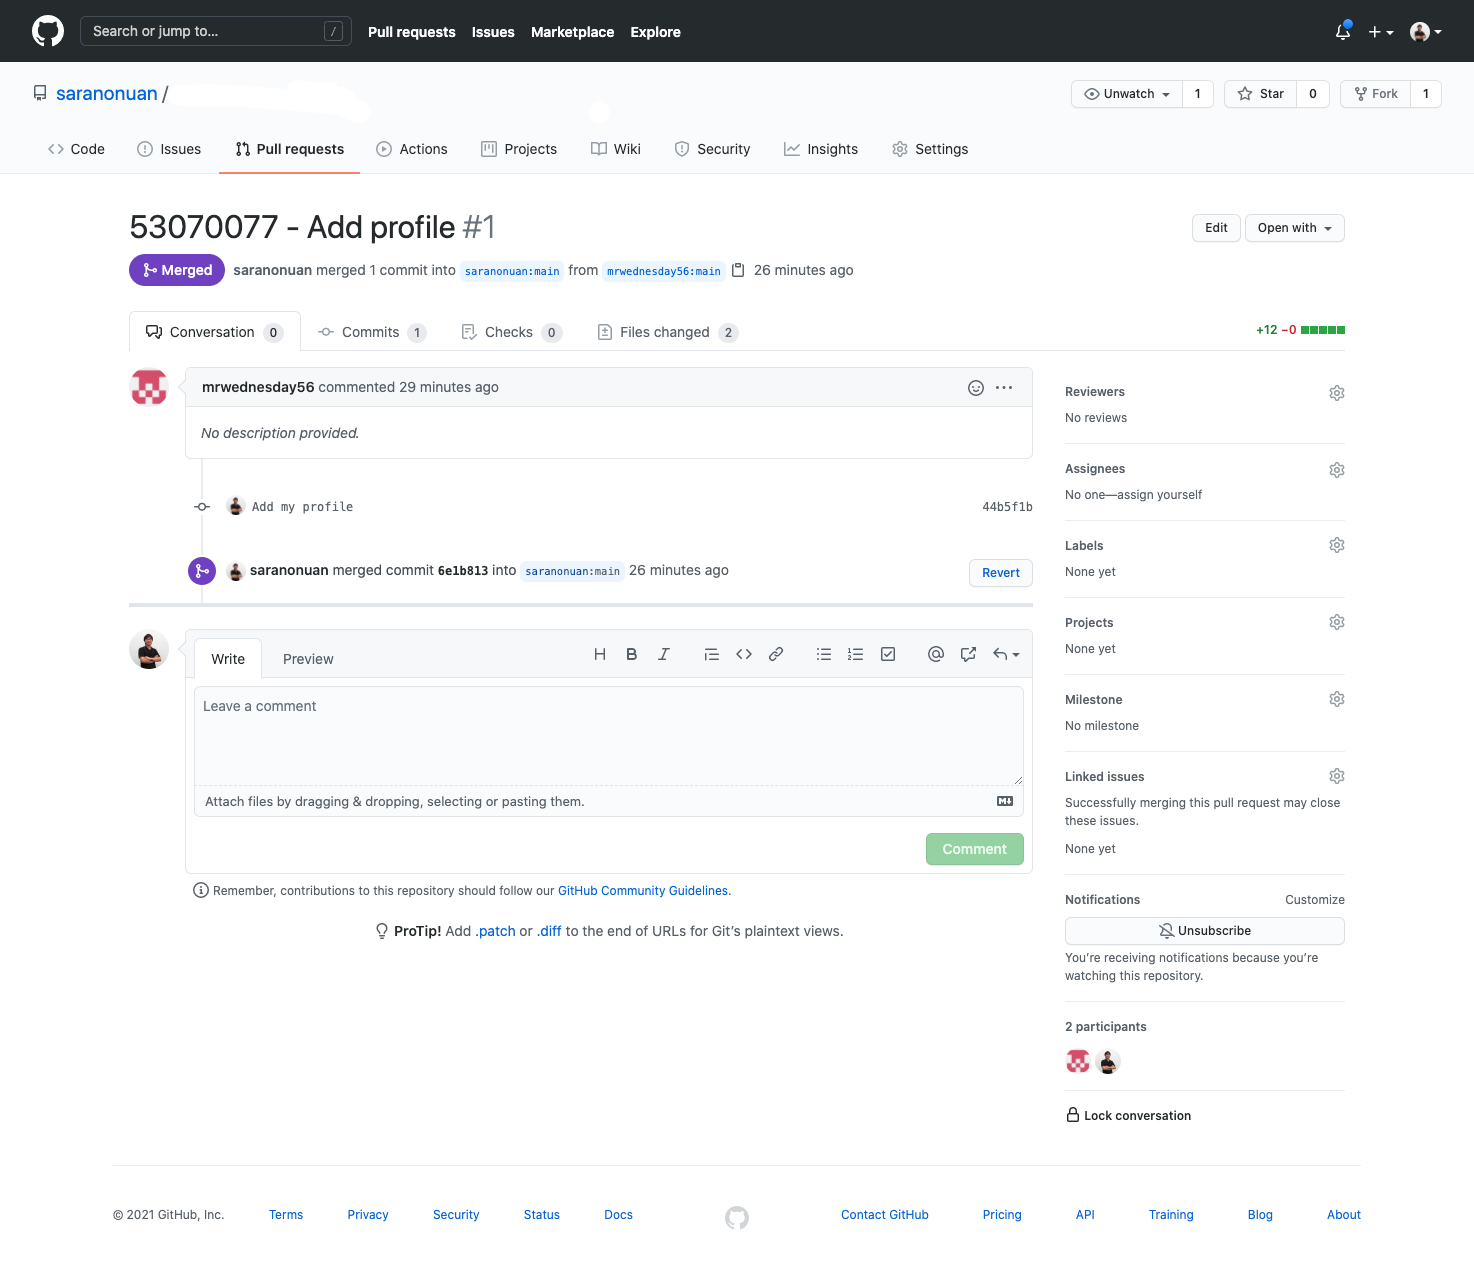 Search or jump to... /
Pull requests Issues Marketplace Explore
saranonuan /
Unwatch 1 Star 0 Fork 1
Code Issues Pull requests Actions Projects Wiki Security Insights Settings
53070077 - Add profile #1
Edit Open with
Merged saranonuan merged 1 commit into saranonuan:main from mrwednesday56:main 26 minutes ago
Conversation 0 Commits 1 Checks 0 Files changed 2
+12 −0
mrwednesday56 commented 29 minutes ago
No description provided.
Add my profile 44b5f1b
saranonuan merged commit 6e1b813 into saranonuan:main 26 minutes ago
Revert
Write Preview
H B I
Leave a comment
Attach files by dragging & dropping, selecting or pasting them.
Comment
Remember, contributions to this repository should follow our GitHub Community Guidelines.
ProTip! Add .patch or .diff to the end of URLs for Git’s plaintext views.
Reviewers
No reviews
Assignees
No one—assign yourself
Labels
None yet
Projects
None yet
Milestone
No milestone
Linked issues
Successfully merging this pull request may close
these issues.
None yet
Notifications Customize
Unsubscribe
You’re receiving notifications because you’re
watching this repository.
2 participants
Lock conversation
© 2021 GitHub, Inc. Terms Privacy Security Status Docs Contact GitHub Pricing API Training Blog About